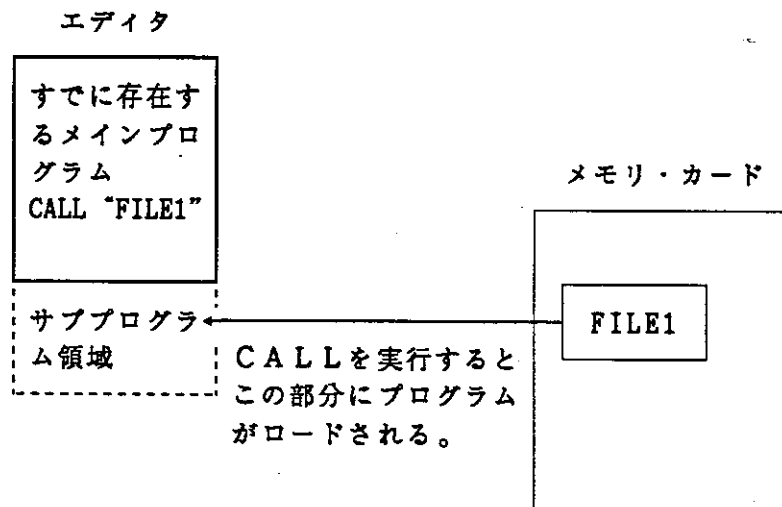 エディタ
すでに存在す
るメインプロ
グラム
CALL “FILE1”
メモリ・カード
サブプログラ
ム領域
FILE1
CALLを実行すると
この部分にプログラム
がロードされる。